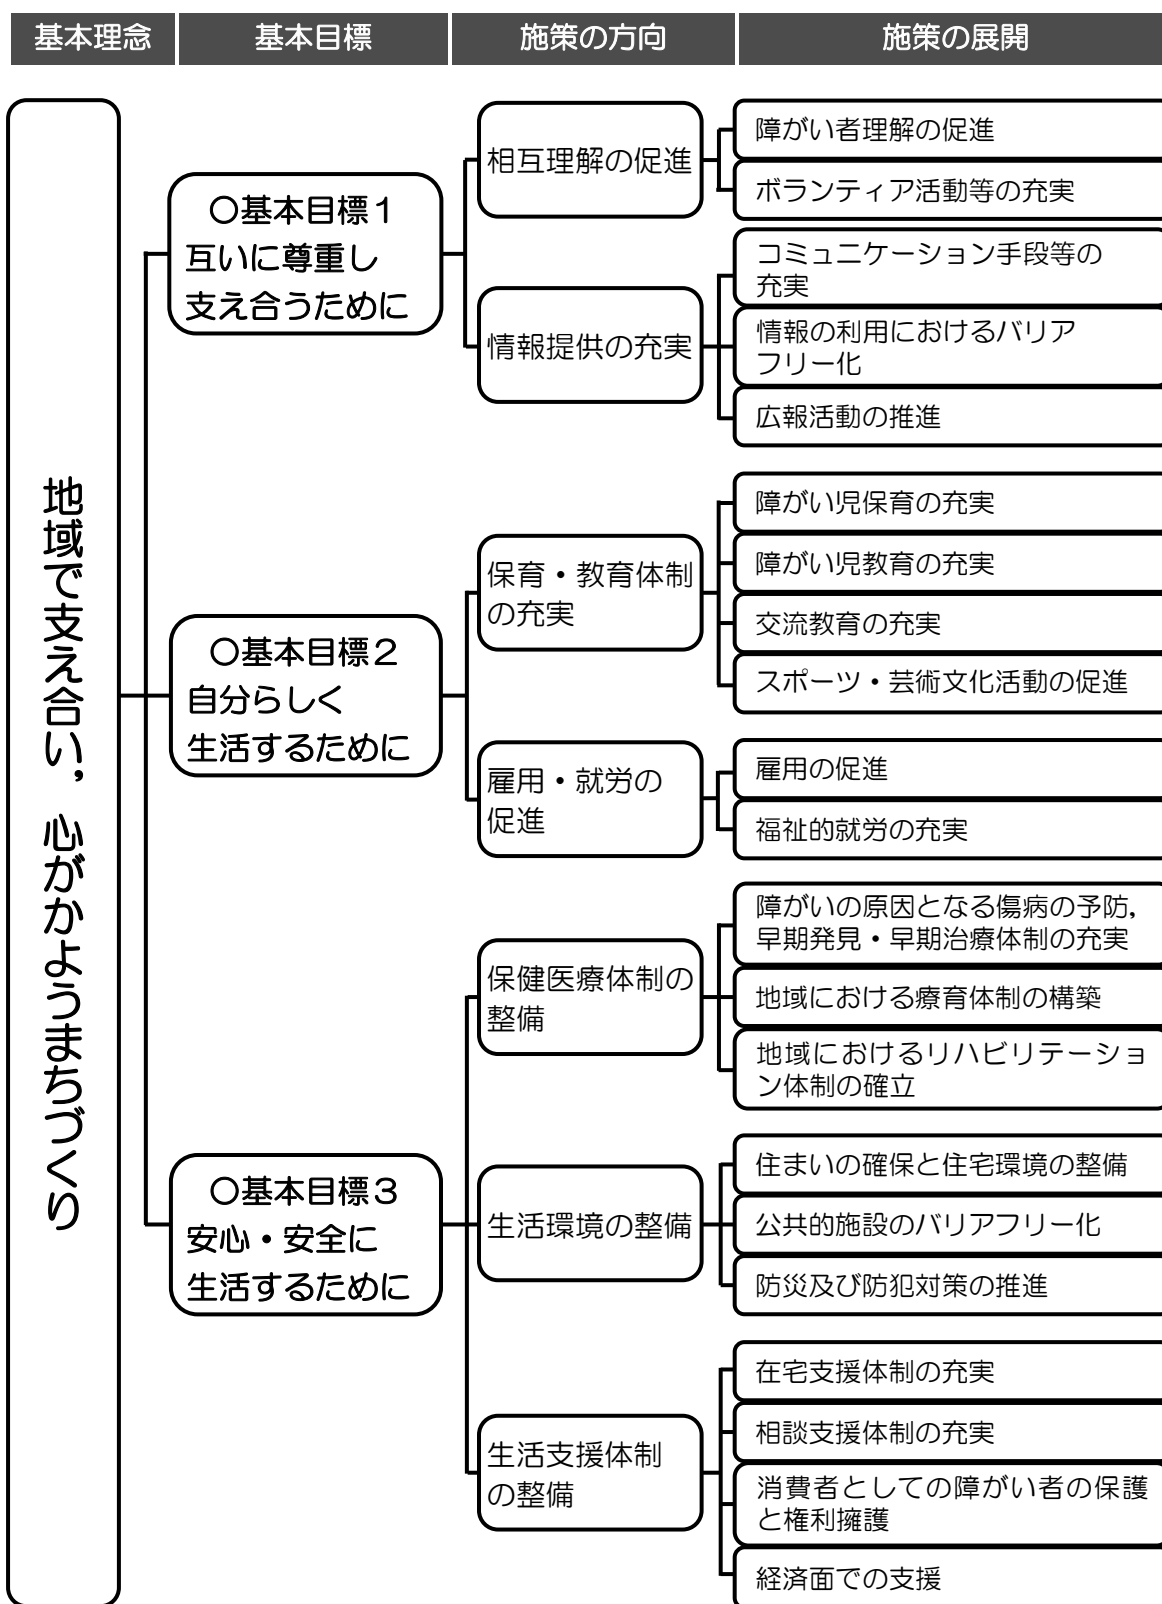 基本理念
基本目標
施策の方向
施策の展開
地域で支え合い，心がかようまちづくり
○基本目標１
互いに尊重し
支え合うために
相互理解の促進
障がい者理解の促進
ボランティア活動等の充実
情報提供の充実
コミュニケーション手段等の
充実
情報の利用におけるバリア
フリー化
広報活動の推進
○基本目標２
自分らしく
生活するために
保育・教育体制
の充実
障がい児保育の充実
障がい児教育の充実
交流教育の充実
スポーツ・芸術文化活動の促進
雇用・就労の
促進
雇用の促進
福祉的就労の充実
○基本目標３
安心・安全に
生活するために
保健医療体制の
整備
障がいの原因となる傷病の予防，
早期発見・早期治療体制の充実
地域における療育体制の構築
地域におけるリハビリテーショ
ン体制の確立
生活環境の整備
住まいの確保と住宅環境の整備
公共的施設のバリアフリー化
防災及び防犯対策の推進
生活支援体制
の整備
在宅支援体制の充実
相談支援体制の充実
消費者としての障がい者の保護
と権利擁護
経済面での支援